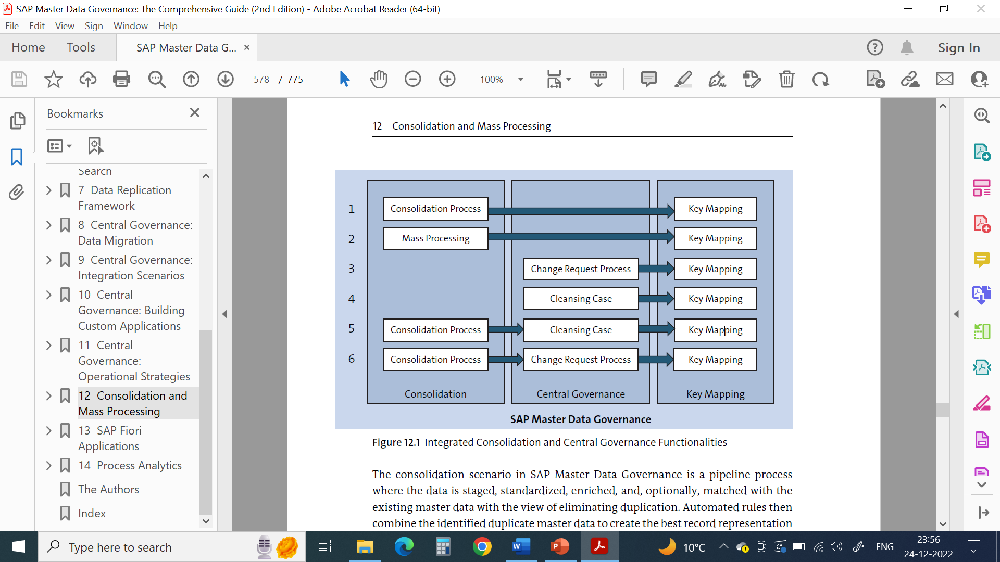 SAP Master Data Governance: The Comprehensive Guide (2nd Edition) - Adobe Acrobat Reader (64-bit)
File Edit View Sign Window Help
Home Tools SAP Master Data G... × Sign In
578 / 775 100%
Bookmarks
Search
7 Data Replication
Framework
8 Central Governance:
Data Migration
9 Central Governance:
Integration Scenarios
10 Central
Governance: Building
Custom Applications
11 Central
Governance:
Operational Strategies
12 Consolidation and
Mass Processing
13 SAP Fiori
Applications
14 Process Analytics
The Authors
Index
12 Consolidation and Mass Processing
1 Consolidation Process Key Mapping
2 Mass Processing Key Mapping
3 Change Request Process Key Mapping
4 Cleansing Case Key Mapping
5 Consolidation Process Cleansing Case Key Mapping
6 Consolidation Process Change Request Process Key Mapping
Consolidation Central Governance Key Mapping
SAP Master Data Governance
Figure 12.1 Integrated Consolidation and Central Governance Functionalities
The consolidation scenario in SAP Master Data Governance is a pipeline process
where the data is staged, standardized, enriched, and, optionally, matched with the
existing master data with the view of eliminating duplication. Automated rules then
combine the identified duplicate master data to create the best record representation
Type here to search
10°C
ENG
23:56
24-12-2022